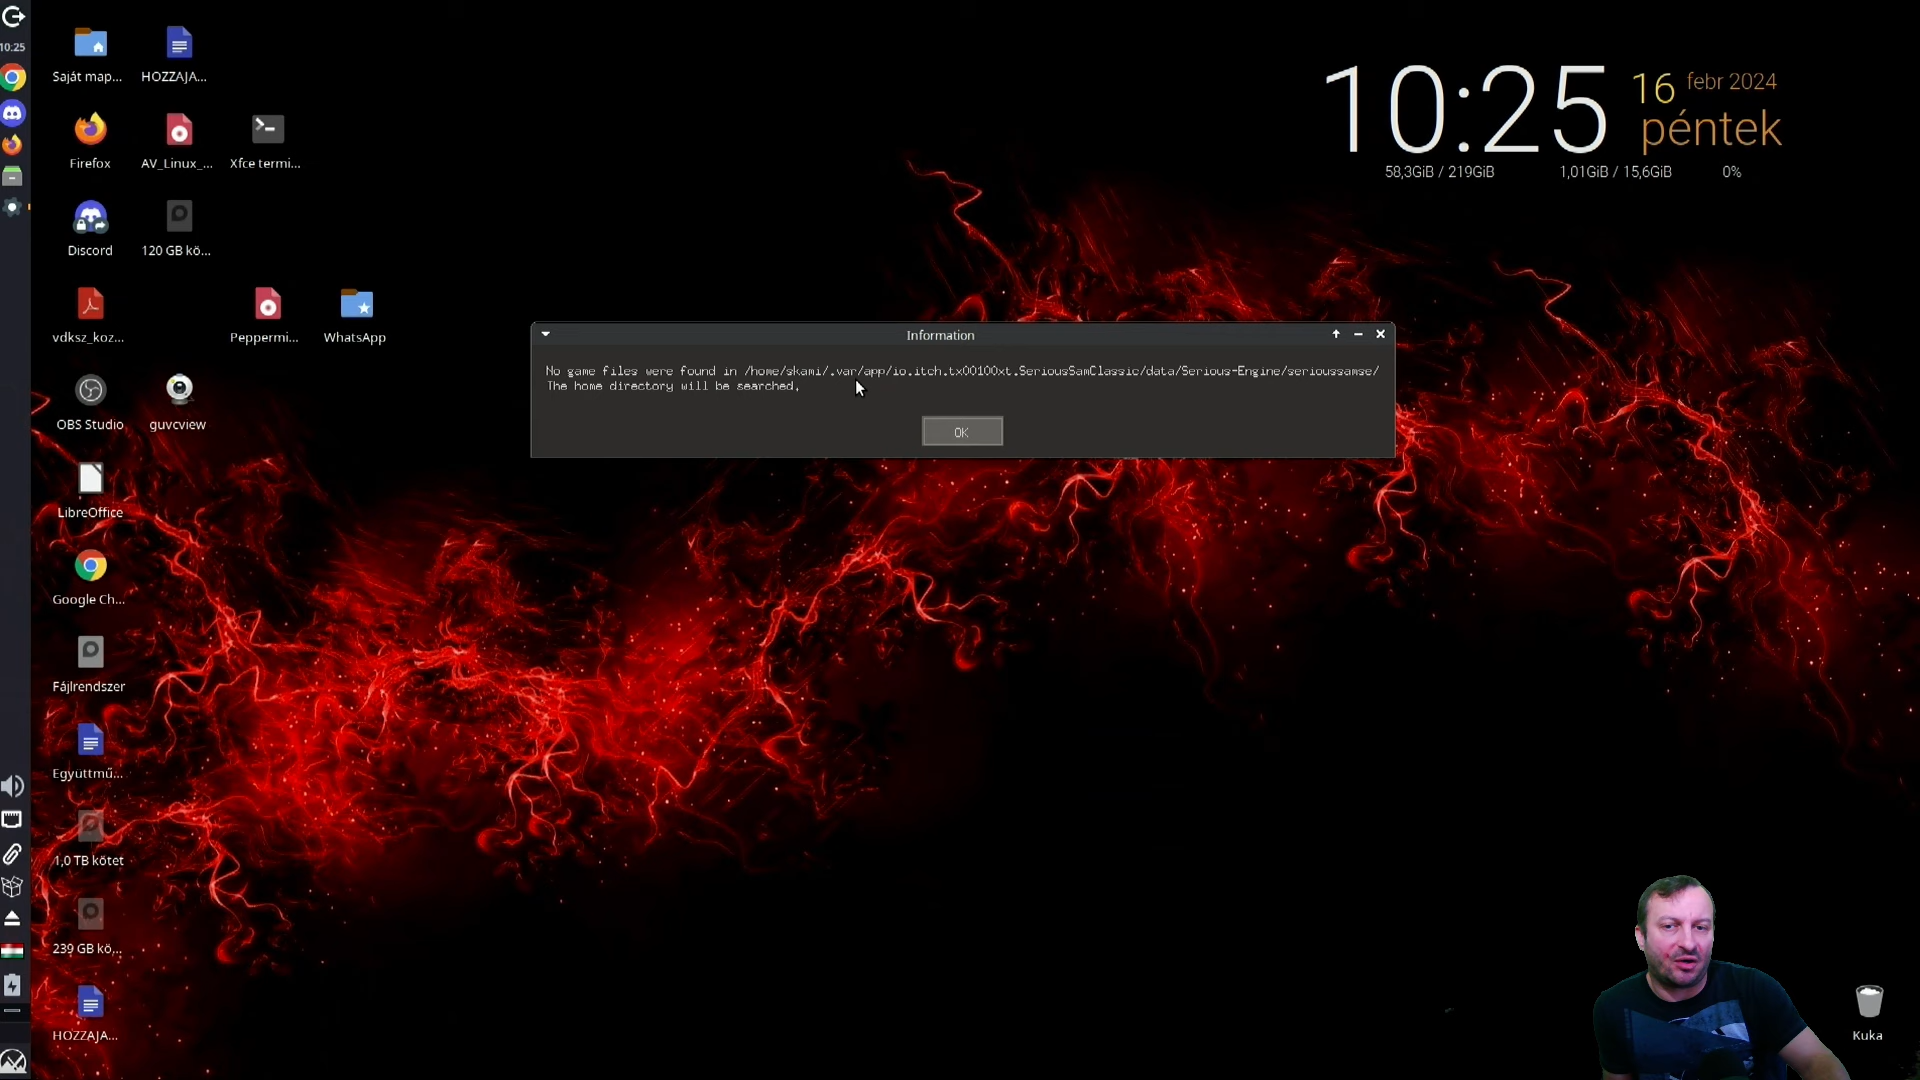 10:25
Saját map...
HOZZAJA...
Firefox
AV_Linux_...
Xfce termi...
Discord
120 GB kö...
vdksz_koz...
Peppermi...
WhatsApp
OBS Studio
guvcview
LibreOffice
Google Ch...
Fájlrendszer
Együttmű...
1,0 TB kötet
239 GB kö...
HOZZAJA...
10:25
16
febr 2024
péntek
58,3GiB / 219GiB
1,01GiB / 15,6GiB
0%
Information
No game files were found in /home/skami/.var/app/io.itch.tx00100xt.SeriousSamClassic/data/Serious-Engine/serioussamse/
The home directory will be searched.
OK
Kuka